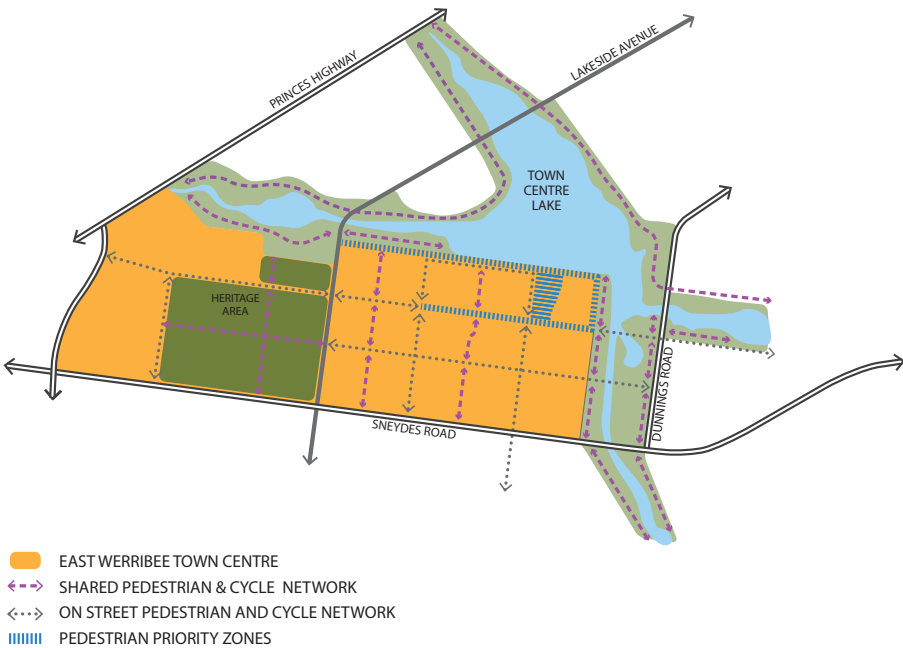 PRINCES HIGHWAY
LAKESIDE AVENUE
TOWN
CENTRE
LAKE
HERITAGE
AREA
DUNNINGS ROAD
SNEYDES ROAD
EAST WERRIBEE TOWN CENTRE
SHARED PEDESTRIAN & CYCLE NETWORK
ON STREET PEDESTRIAN AND CYCLE NETWORK
PEDESTRIAN PRIORITY ZONES